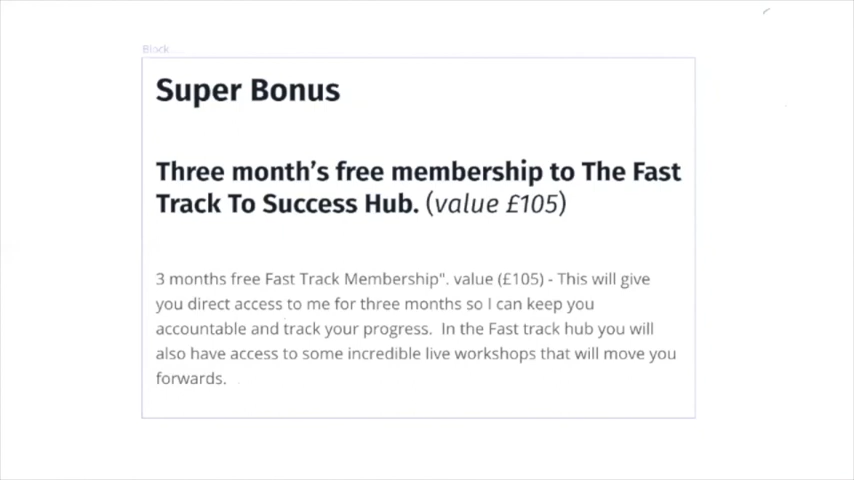 Block...
Super Bonus
Three month’s free membership to The Fast
Track To Success Hub. (value £105)
3 months free Fast Track Membership". value (£105) - This will give
you direct access to me for three months so I can keep you
accountable and track your progress.  In the Fast track hub you will
also have access to some incredible live workshops that will move you
forwards.